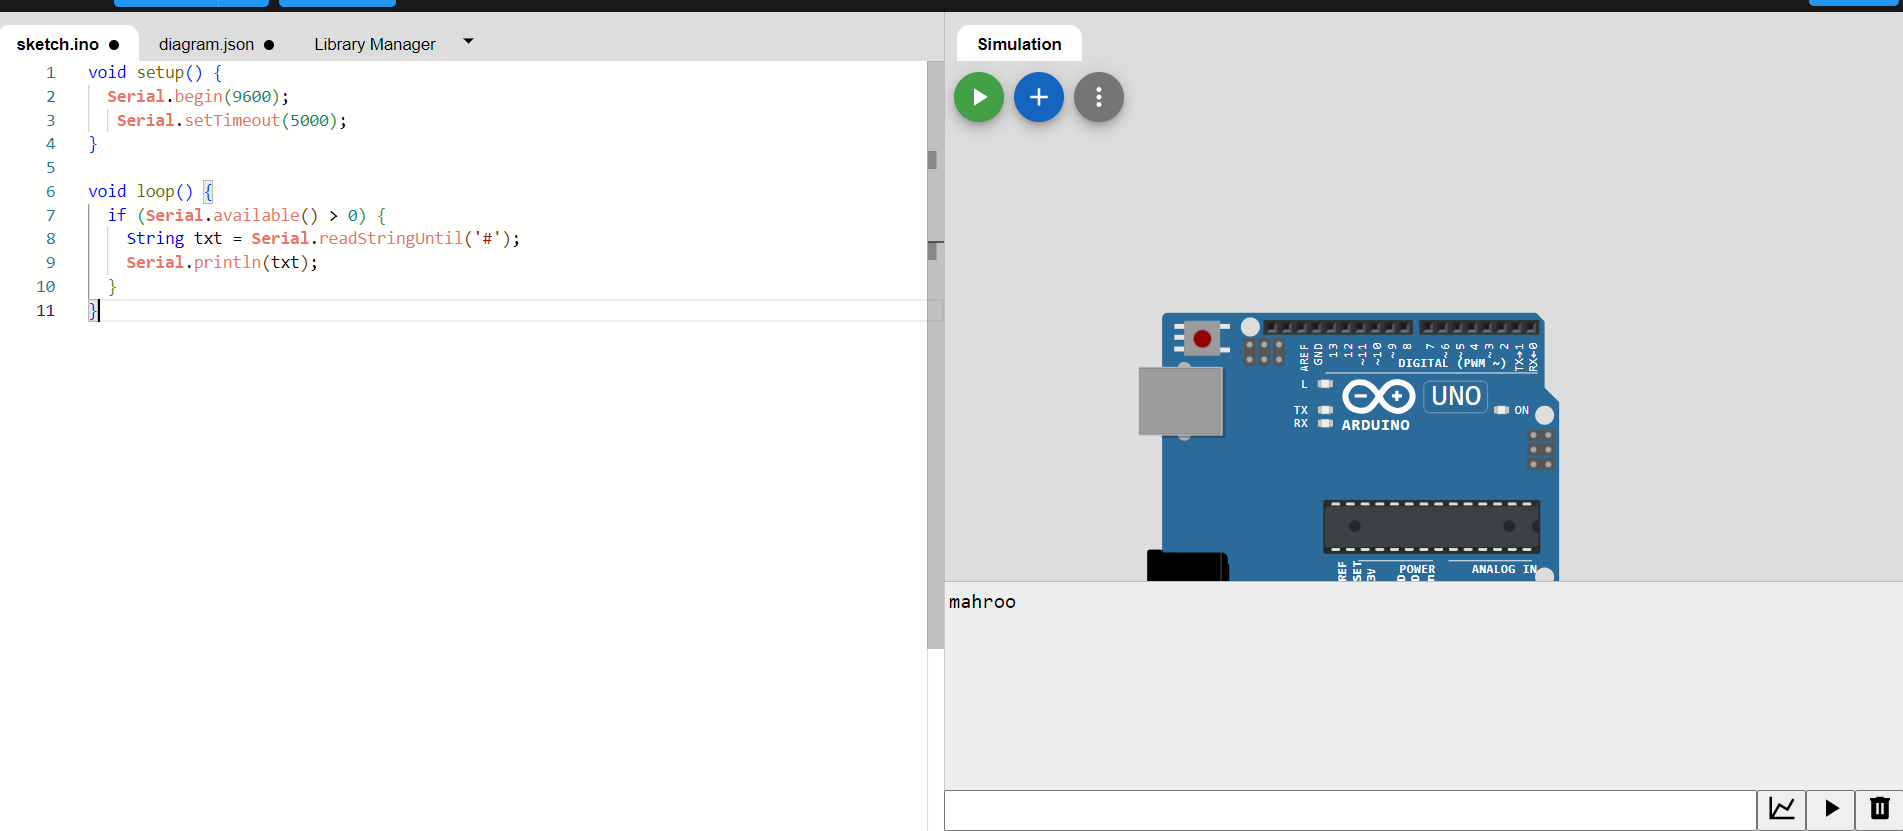 sketch.ino ● diagram.json ● Library Manager
1 void setup() {
2 Serial.begin(9600);
3 Serial.setTimeout(5000);
4 }
5
6 void loop() {
7 if (Serial.available() > 0) {
8 String txt = Serial.readStringUntil('#');
9 Serial.println(txt);
10 }
11 }
Simulation
AREF GND 13 12 ~11 ~10 ~9 8 7 ~6 ~5 4 ~3 2 TX→1 RX←0
DIGITAL (PWM ~)
L
UNO
TX ON
RX ARDUINO
POWER ANALOG IN
mahroo